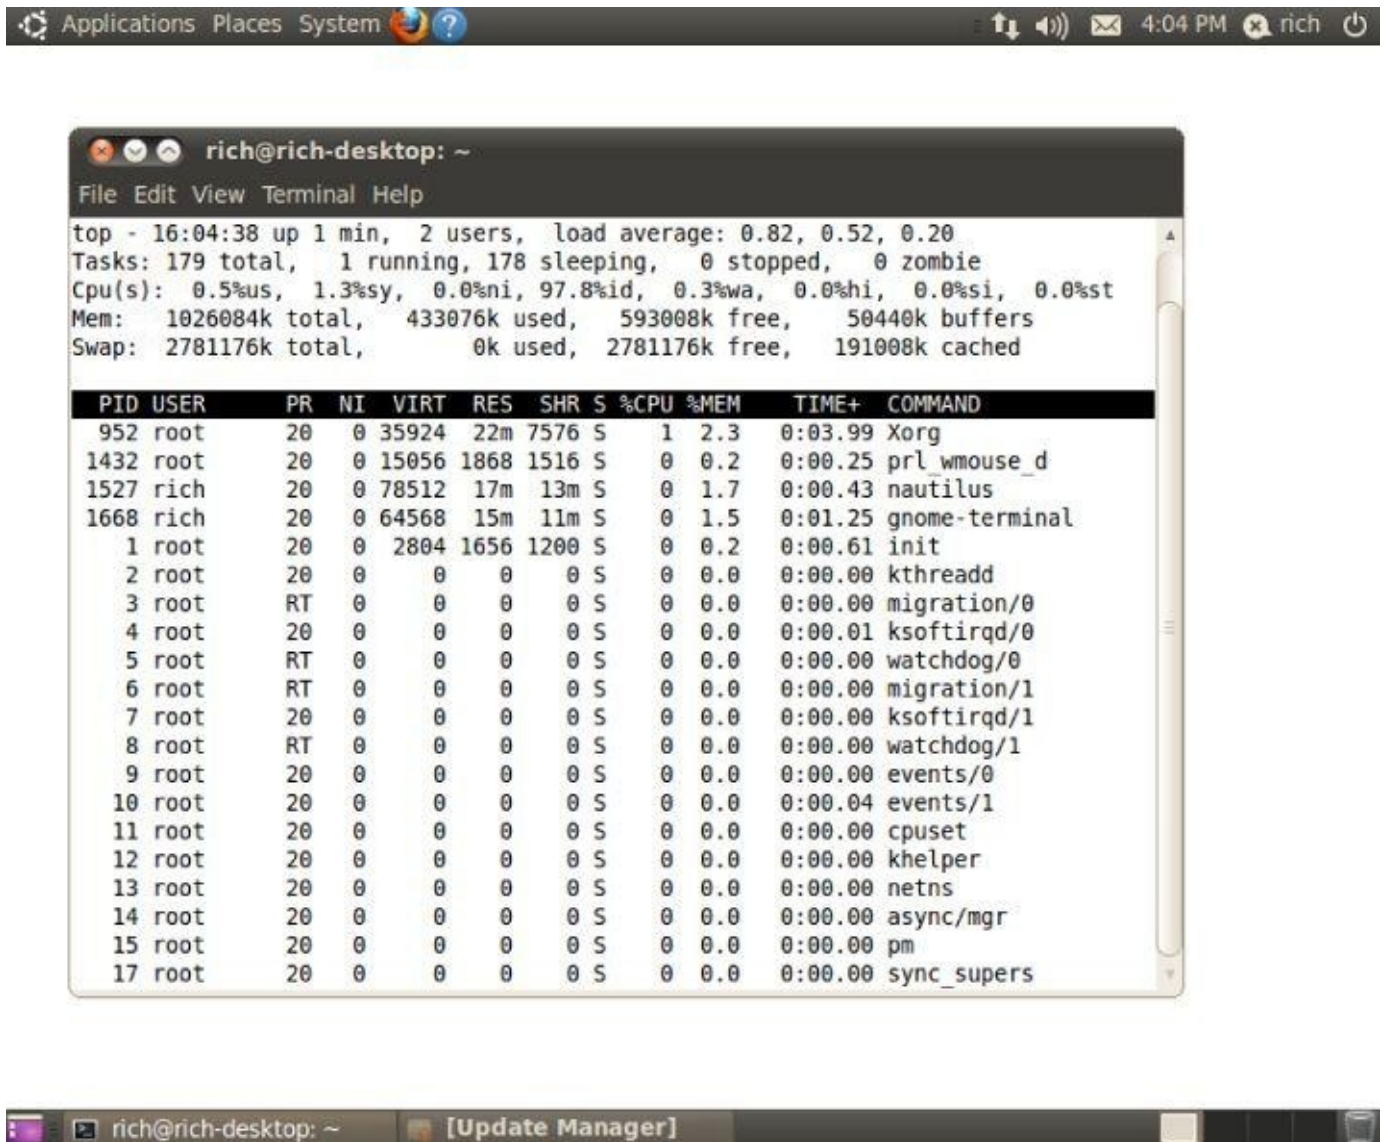 Applications Places System 4:04 PM rich
rich@rich-desktop: ~
File Edit View Terminal Help
top - 16:04:38 up 1 min,  2 users,  load average: 0.82, 0.52, 0.20
Tasks: 179 total,   1 running, 178 sleeping,   0 stopped,   0 zombie
Cpu(s):  0.5%us,  1.3%sy,  0.0%ni, 97.8%id,  0.3%wa,  0.0%hi,  0.0%si,  0.0%st
Mem:   1026084k total,   433076k used,   593008k free,    50440k buffers
Swap:  2781176k total,        0k used,  2781176k free,   191008k cached
PID USER      PR  NI  VIRT  RES  SHR S %CPU %MEM    TIME+  COMMAND
952 root      20   0 35924  22m 7576 S    1  2.3   0:03.99 Xorg
1432 root      20   0 15056 1868 1516 S    0  0.2   0:00.25 prl_wmouse_d
1527 rich      20   0 78512  17m  13m S    0  1.7   0:00.43 nautilus
1668 rich      20   0 64568  15m  11m S    0  1.5   0:01.25 gnome-terminal
1 root      20   0  2804 1656 1200 S    0  0.2   0:00.61 init
2 root      20   0     0    0    0 S    0  0.0   0:00.00 kthreadd
3 root      RT   0     0    0    0 S    0  0.0   0:00.00 migration/0
4 root      20   0     0    0    0 S    0  0.0   0:00.01 ksoftirqd/0
5 root      RT   0     0    0    0 S    0  0.0   0:00.00 watchdog/0
6 root      RT   0     0    0    0 S    0  0.0   0:00.00 migration/1
7 root      20   0     0    0    0 S    0  0.0   0:00.00 ksoftirqd/1
8 root      RT   0     0    0    0 S    0  0.0   0:00.00 watchdog/1
9 root      20   0     0    0    0 S    0  0.0   0:00.00 events/0
10 root      20   0     0    0    0 S    0  0.0   0:00.04 events/1
11 root      20   0     0    0    0 S    0  0.0   0:00.00 cpuset
12 root      20   0     0    0    0 S    0  0.0   0:00.00 khelper
13 root      20   0     0    0    0 S    0  0.0   0:00.00 netns
14 root      20   0     0    0    0 S    0  0.0   0:00.00 async/mgr
15 root      20   0     0    0    0 S    0  0.0   0:00.00 pm
17 root      20   0     0    0    0 S    0  0.0   0:00.00 sync_supers
rich@rich-desktop: ~ [Update Manager]